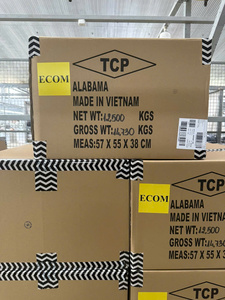 TCP
ECOM
ALABAMA
MADE IN VIETNAM
NET WT: 12.500 KGS
GROSS WT: 14,730 KGS
MEAS: 57 X 55 X 38 CM
TCP
ECOM
ALABAMA
MADE IN VIETNA
NET WT: 12.500
GROSS WT: 14,730
MEAS: 57 X 55 X 3
TCP